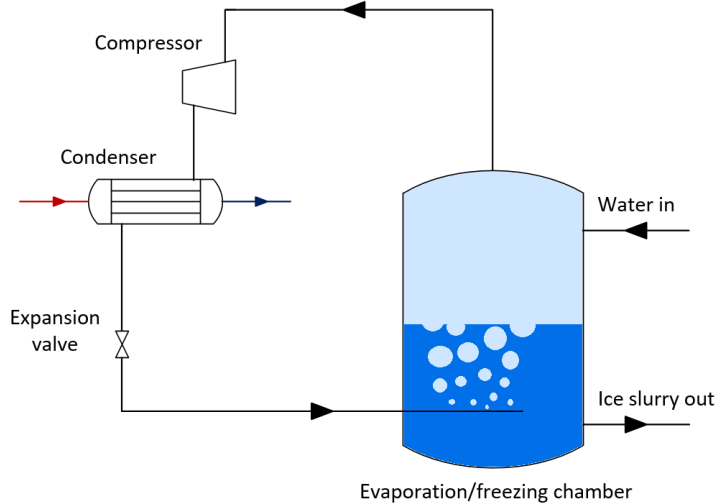 Compressor
Condenser
Water in
Expansion
valve
Ice slurry out
Evaporation/freezing chamber